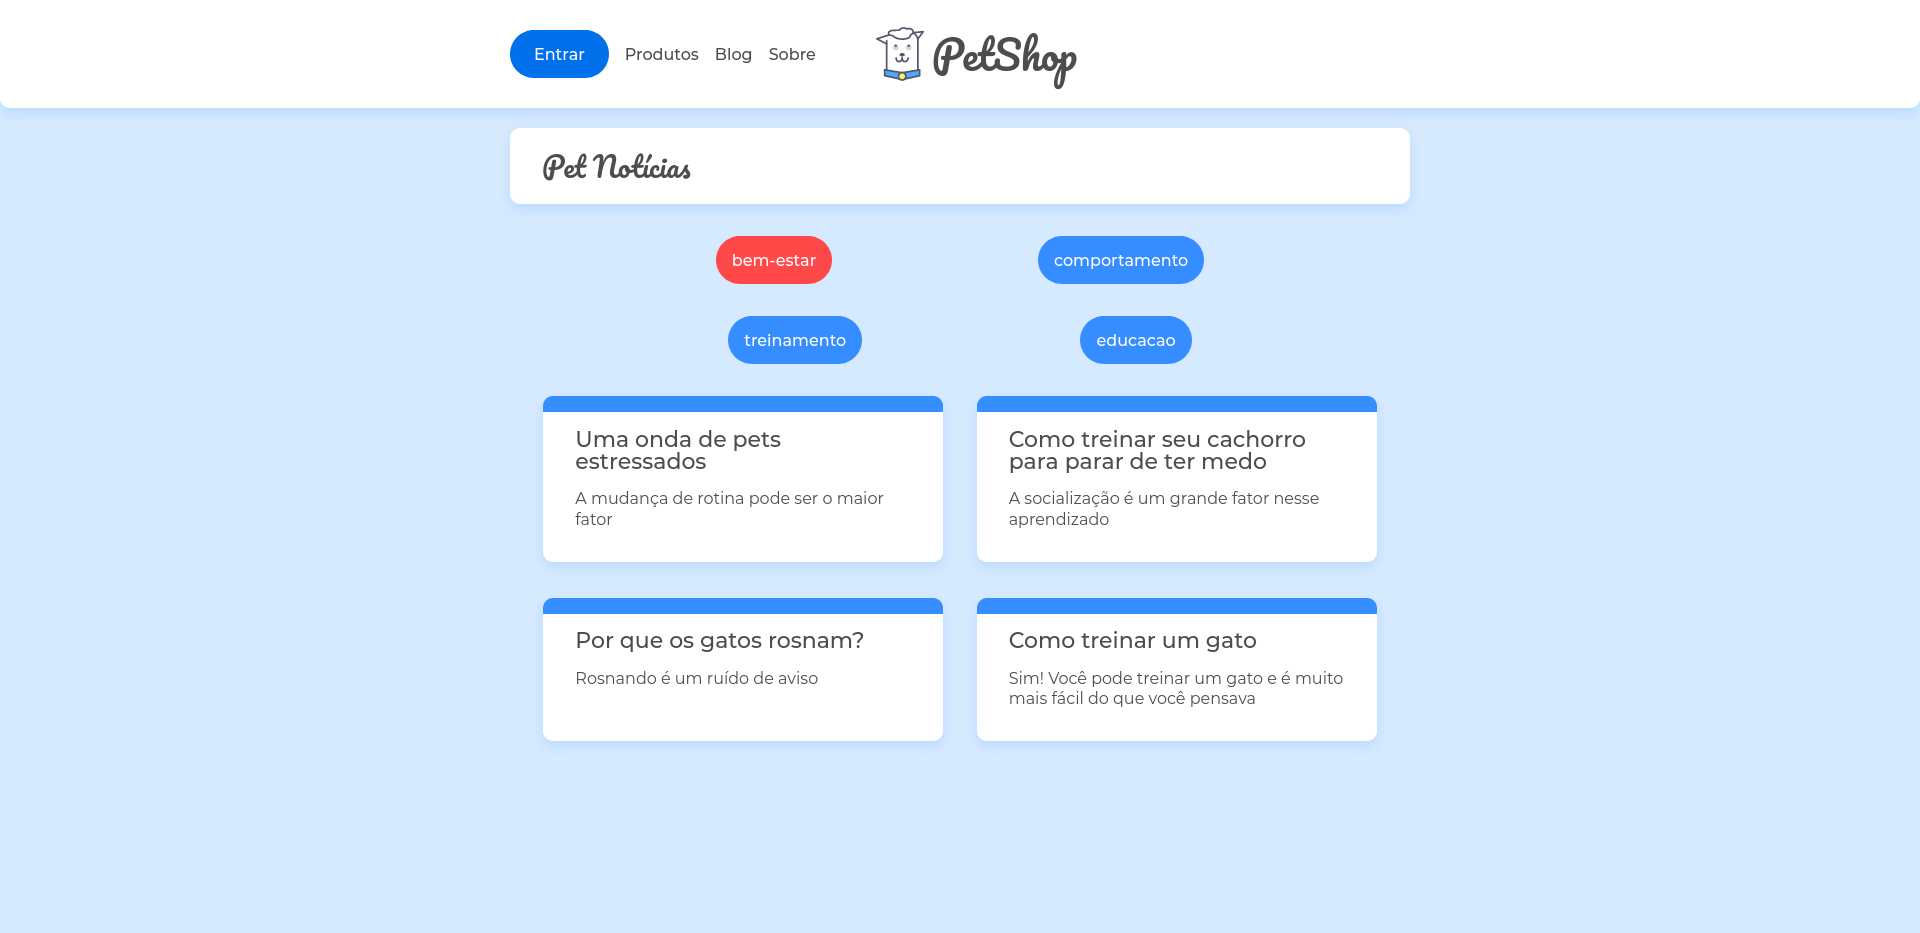 Entrar Produtos Blog Sobre PetShop
Pet Notícias
bem-estar comportamento
treinamento educacao
Uma onda de pets
estressados
A mudança de rotina pode ser o maior
fator
Como treinar seu cachorro
para parar de ter medo
A socialização é um grande fator nesse
aprendizado
Por que os gatos rosnam?
Rosnando é um ruído de aviso
Como treinar um gato
Sim! Você pode treinar um gato e é muito
mais fácil do que você pensava